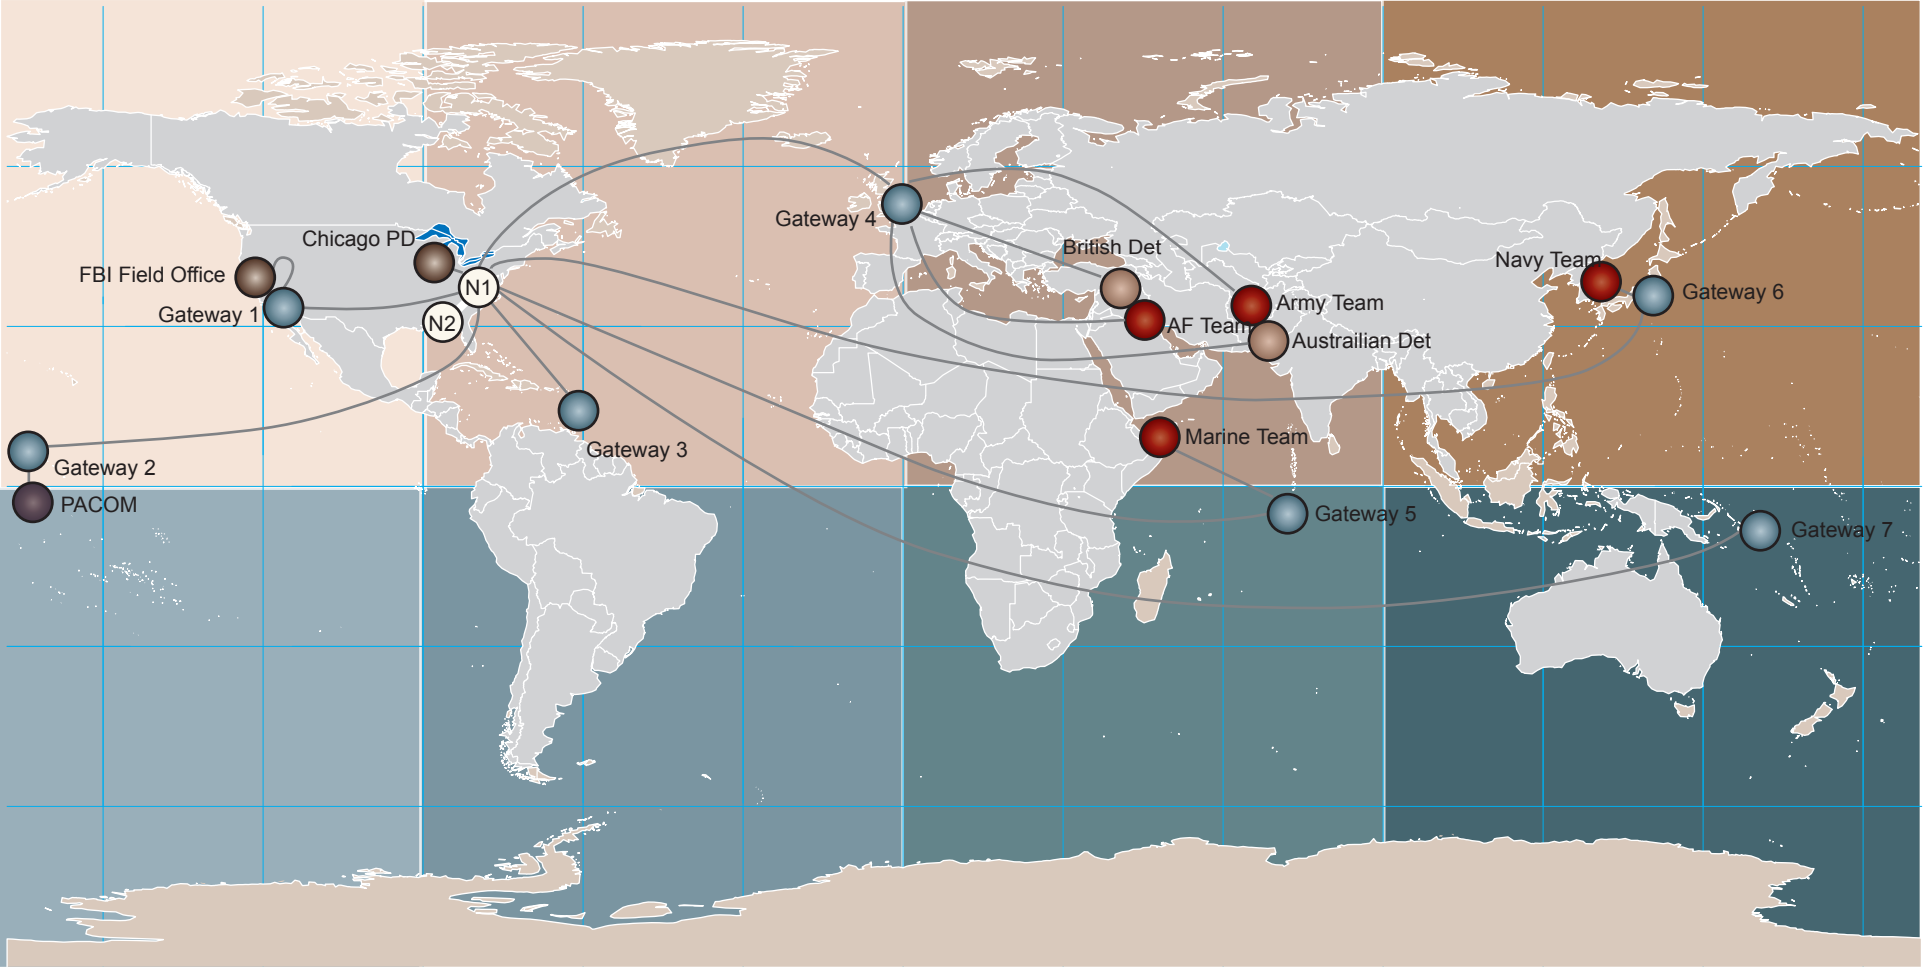 Gateway 4
Chicago PD
British Det
FBI Field Office
Navy Team
N1
Gateway 6
Army Team
Gateway 1
N2
AF Team
Austrailian Det
Marine Team
Gateway 3
Gateway 2
PACOM
Gateway 5
Gateway 7